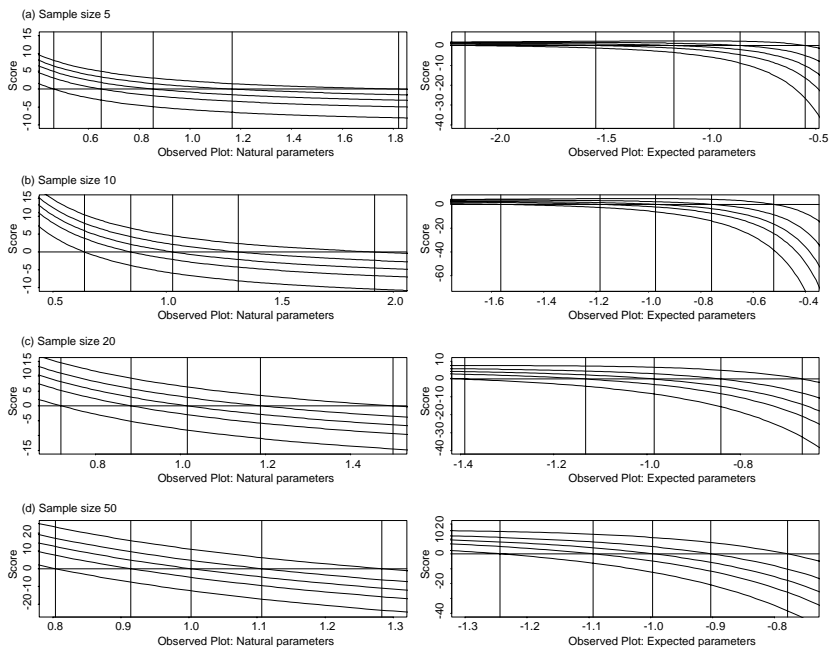 (a) Sample size 5
Score
-10 -5 0 5 10 15
0.6 0.8 1.0 1.2 1.4 1.6 1.8
Observed Plot: Natural parameters
Score
-40 -30 -20 -10 0
-2.0 -1.5 -1.0 -0.5
Observed Plot: Expected parameters
(b) Sample size 10
Score
-10 -5 0 5 10 15
0.5 1.0 1.5 2.0
Observed Plot: Natural parameters
Score
-60 -40 -20 0
-1.6 -1.4 -1.2 -1.0 -0.8 -0.6 -0.4
Observed Plot: Expected parameters
(c) Sample size 20
Score
-15 -5 0 5 10 15
0.8 1.0 1.2 1.4
Observed Plot: Natural parameters
Score
-40 -20 -10 0 10
-1.4 -1.2 -1.0 -0.8
Observed Plot: Expected parameters
(d) Sample size 50
Score
-20 0 10 20
0.8 0.9 1.0 1.1 1.2 1.3
Observed Plot: Natural parameters
Score
-40 -20 0 20
-1.3 -1.2 -1.1 -1.0 -0.9 -0.8
Observed Plot: Expected parameters